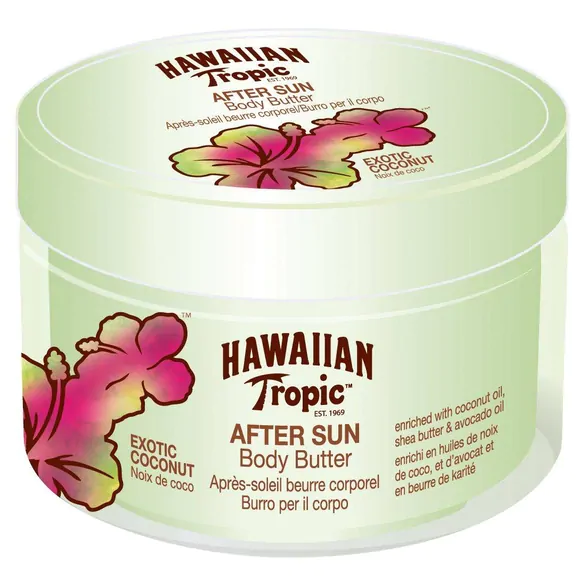 HAWAIIAN
Tropic
EST. 1969
AFTER SUN
Body Butter
Après-soleil beurre corporel/Burro per il corpo
™
EXOTIC
COCONUT
Noix de coco
™
EXOTIC
COCONUT
Noix de coco
HAWAIIAN
Tropic™
EST. 1969
AFTER SUN
Body Butter
Après-soleil beurre corporel
Burro per il corpo
enriched with coconut oil,
shea butter & avocado oil
enrichi en huiles de noix
de coco, et d'avocat et
en beurre de karité